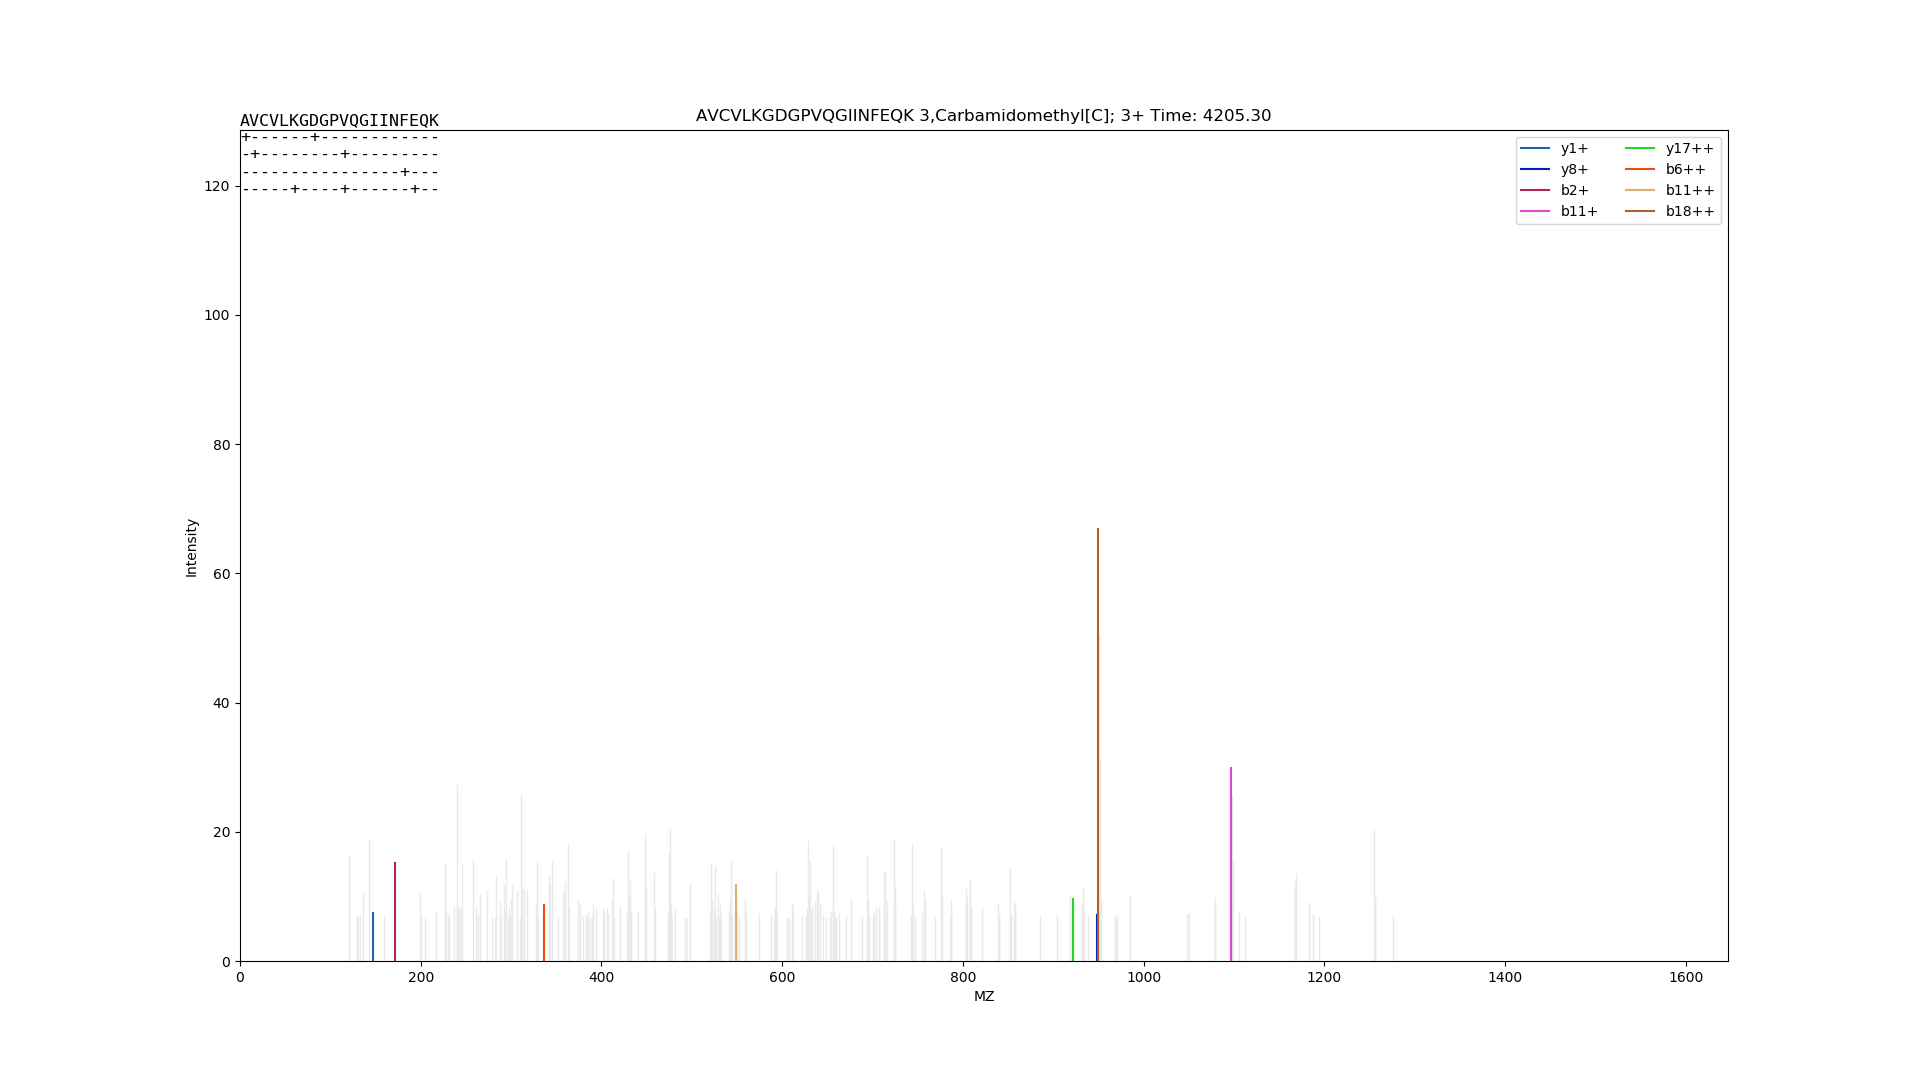 AVCVLKGDGPVQGIINFEQK 3,Carbamidomethyl[C]; 3+ Time: 4205.30
AVCVLKGDGPVQGIINFEQK
+------+------------
-+--------+---------
----------------+---
-----+----+------+--
y1+
y8+
b2+
b11+
y17++
b6++
b11++
b18++
120
100
80
60
40
20
0
Intensity
0 200 400 600 800 1000 1200 1400 1600
MZ